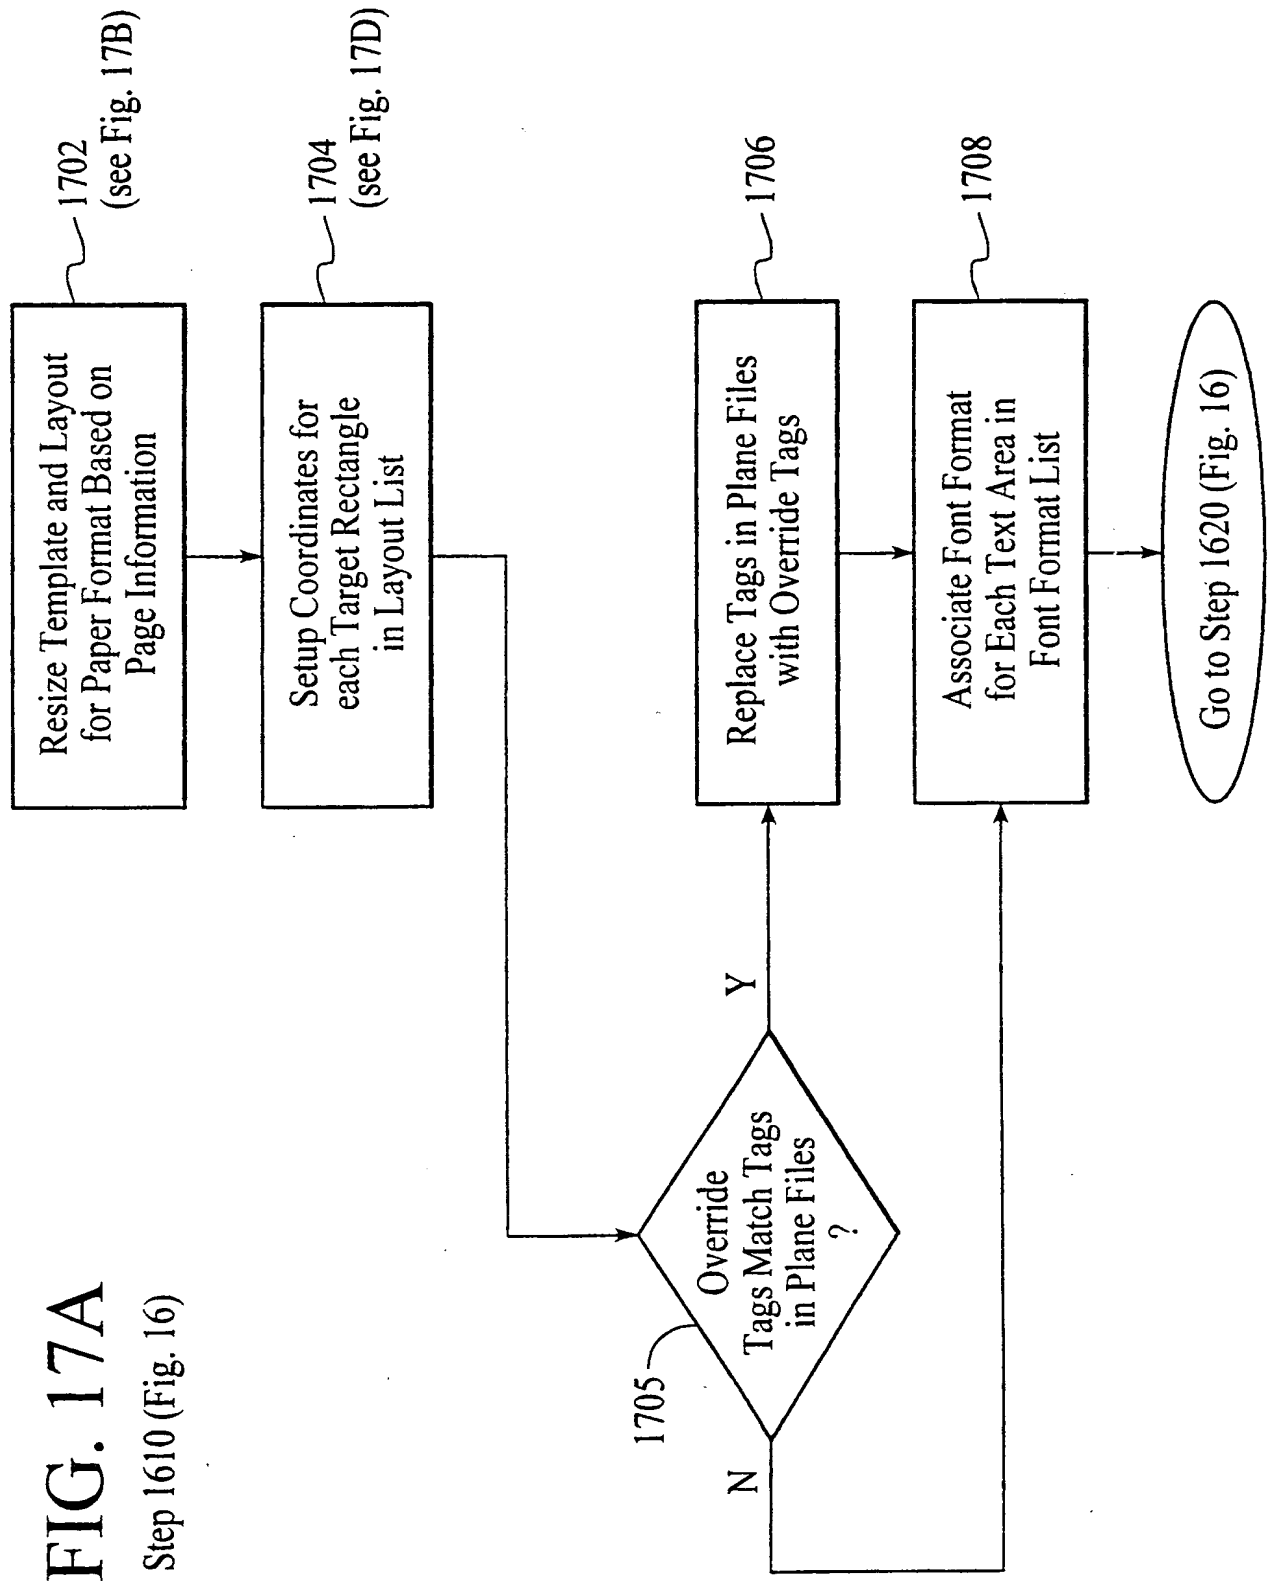 FIG. 17A
Step 1610 (Fig. 16)
Resize Template and Layout
for Paper Format Based on
Page Information
1702
(see Fig. 17B)
Setup Coordinates for
each Target Rectangle
in Layout List
1704
(see Fig. 17D)
1705
Override
Tags Match Tags
in Plane Files
?
Y
N
Replace Tags in Plane Files
with Override Tags
1706
Associate Font Format
for Each Text Area in
Font Format List
1708
Go to Step 1620 (Fig. 16)